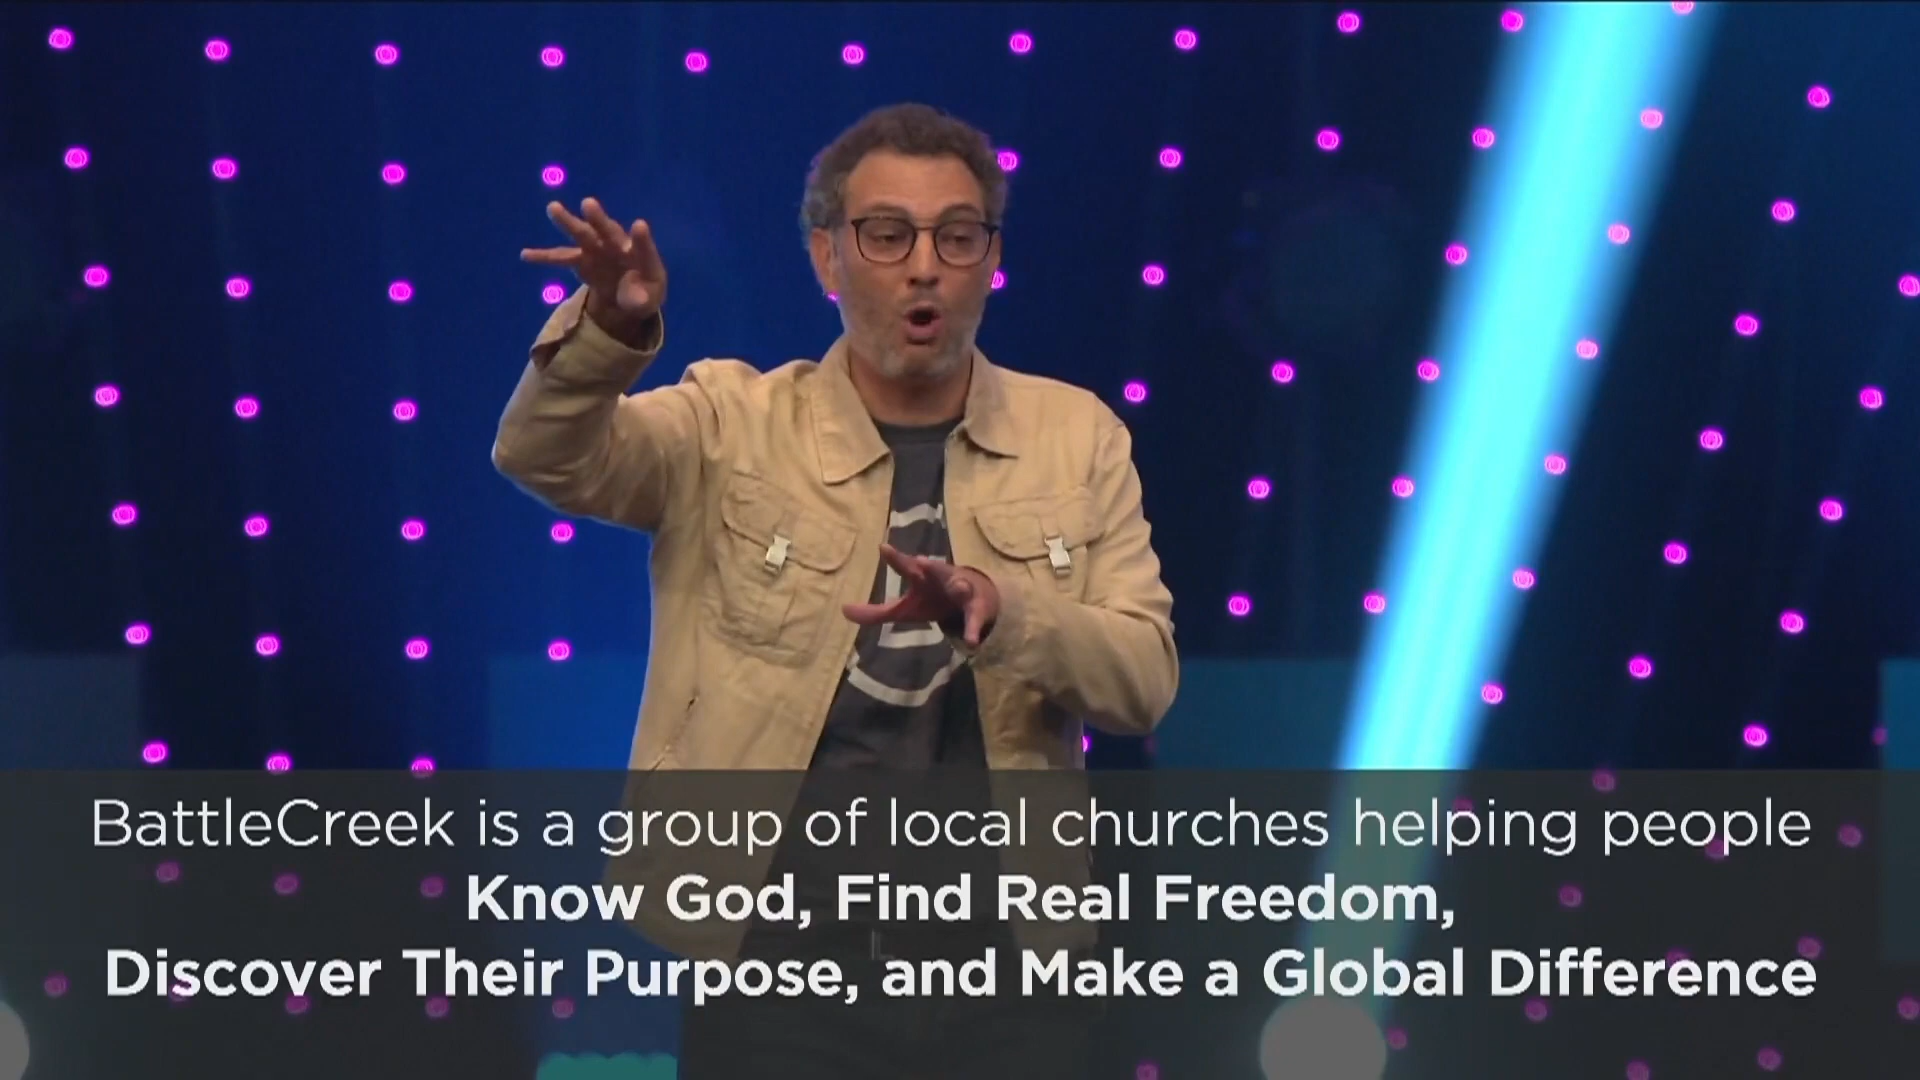 BattleCreek is a group of local churches helping people
Know God, Find Real Freedom,
Discover Their Purpose, and Make a Global Difference